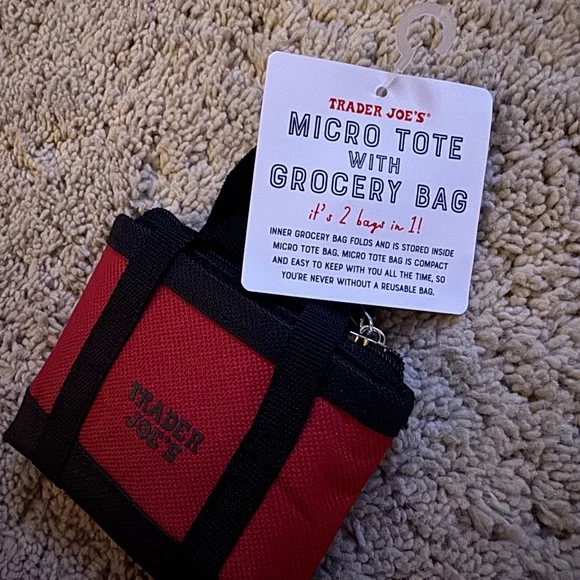 TRADER JOE'S®
MICRO TOTE
WITH
GROCERY BAG
it's 2 bags in 1!
INNER GROCERY BAG FOLDS AND IS STORED INSIDE
MICRO TOTE BAG. MICRO TOTE BAG IS COMPACT
AND EASY TO KEEP WITH YOU ALL THE TIME, SO
YOU'RE NEVER WITHOUT A REUSABLE BAG.
TRADER
JOE'S